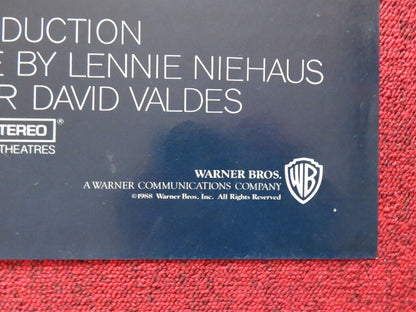 DUCTION
BY LENNIE NIEHAUS
R DAVID VALDES
STEREO®
THEATRES
WARNER BROS.
A WARNER COMMUNICATIONS COMPANY
©1988 Warner Bros., Inc. All Rights Reserved
WB